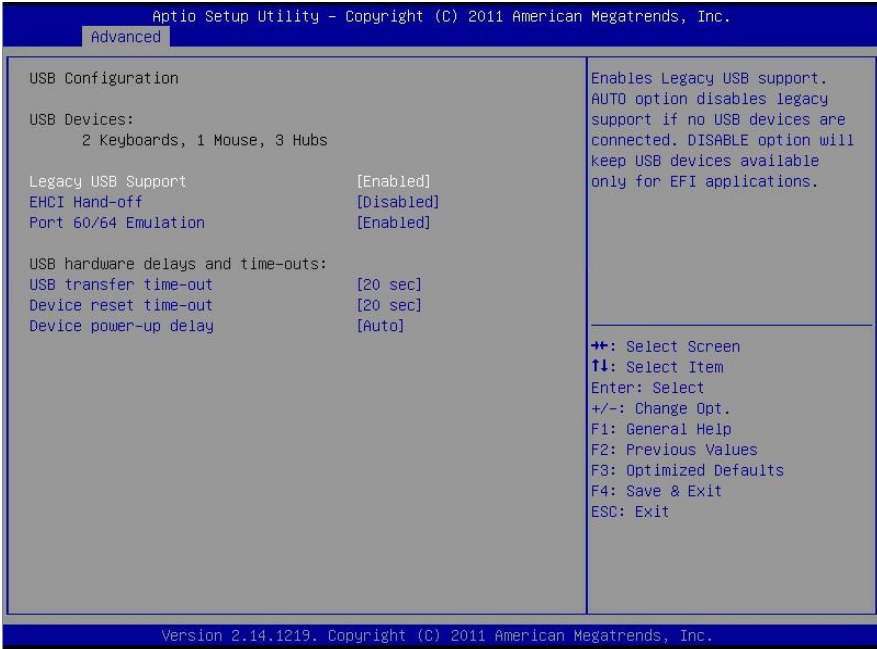 Aptio Setup Utility – Copyright (C) 2011 American Megatrends, Inc.
Advanced
USB Configuration
USB Devices:
2 Keyboards, 1 Mouse, 3 Hubs
Legacy USB Support [Enabled]
EHCI Hand-off [Disabled]
Port 60/64 Emulation [Enabled]
USB hardware delays and time-outs:
USB transfer time-out [20 sec]
Device reset time-out [20 sec]
Device power-up delay [Auto]
Enables Legacy USB support.
AUTO option disables legacy
support if no USB devices are
connected. DISABLE option will
keep USB devices available
only for EFI applications.
→←: Select Screen
↑↓: Select Item
Enter: Select
+/-: Change Opt.
F1: General Help
F2: Previous Values
F3: Optimized Defaults
F4: Save & Exit
ESC: Exit
Version 2.14.1219. Copyright (C) 2011 American Megatrends, Inc.